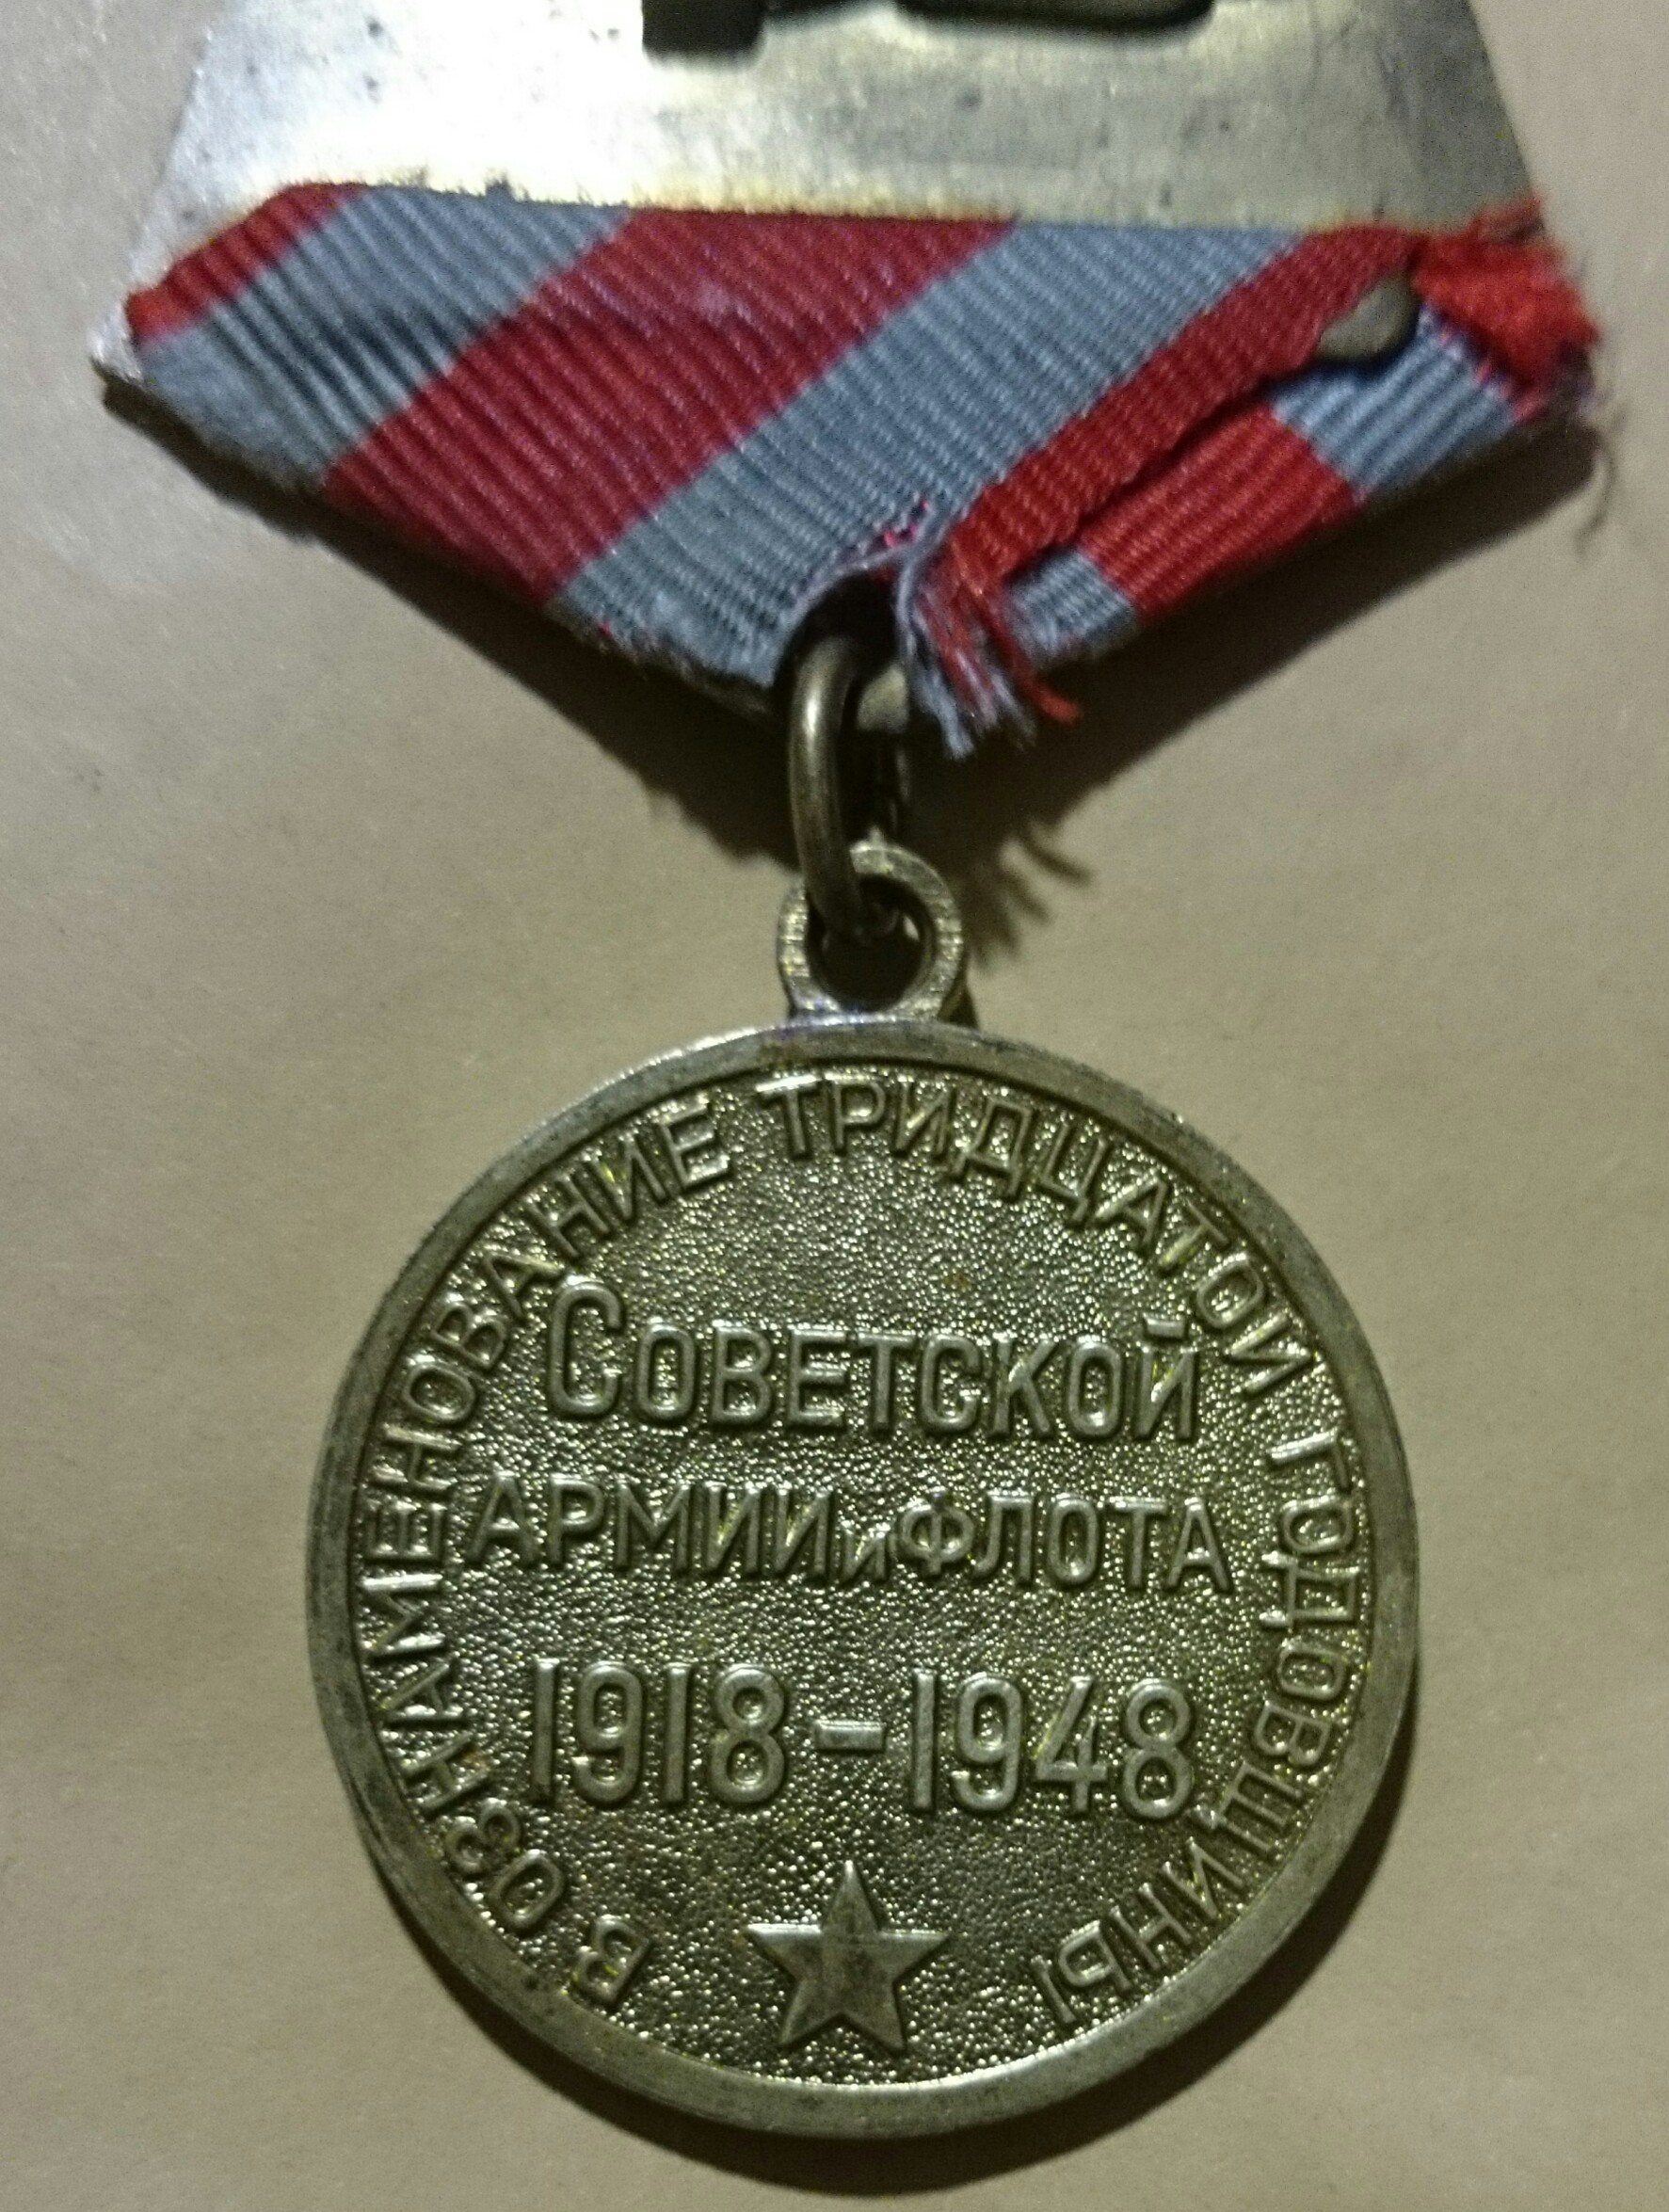 В ОЗНАМЕНОВАНИЕ ТРИДЦАТОЙ ГОДОВЩИНЫ
СОВЕТСКОЙ
АРМИИ и ФЛОТА
1918-1948